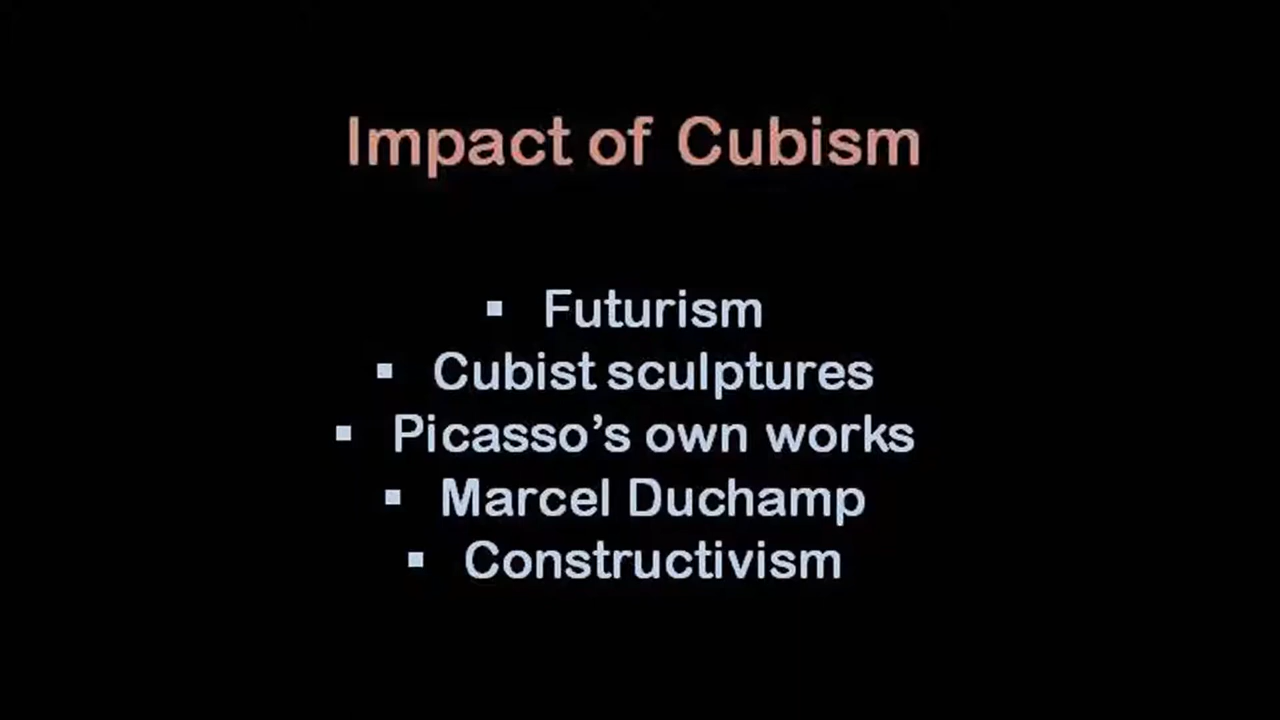 Impact of Cubism
▪ Futurism
▪ Cubist sculptures
▪ Picasso’s own works
▪ Marcel Duchamp
▪ Constructivism